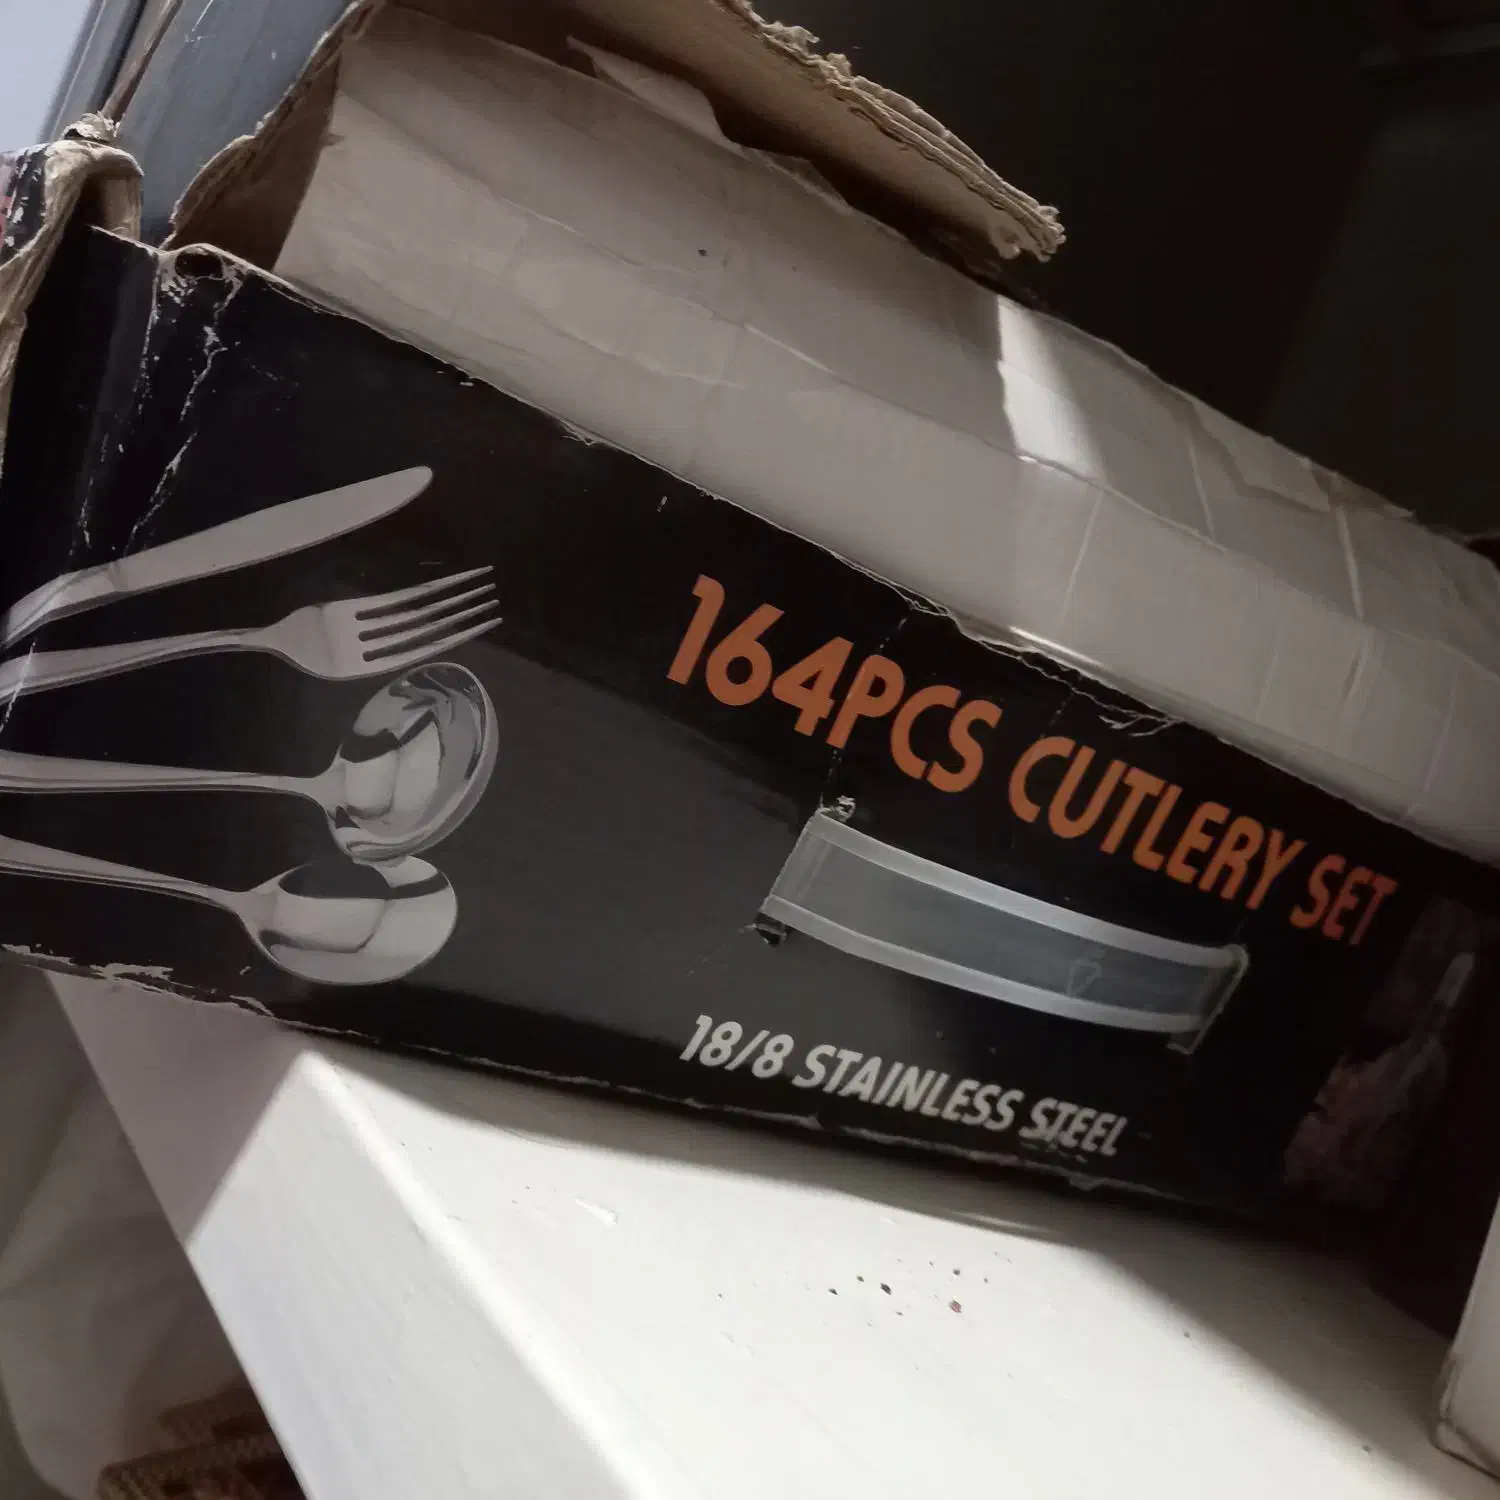 164PCS CUTLERY SET
18/8 STAINLESS STEEL